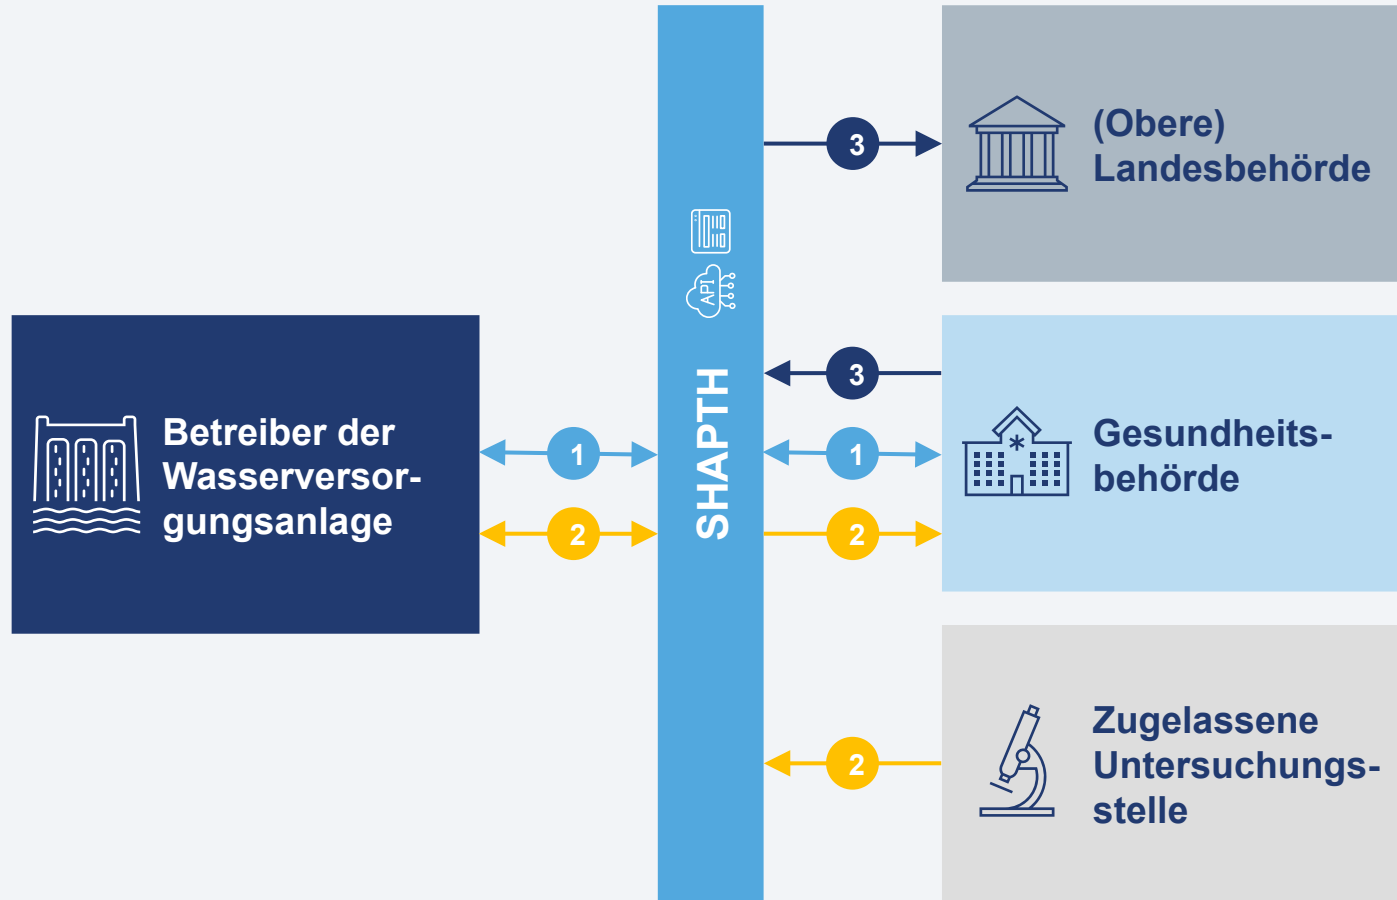 3
(Obere)
Landesbehörde
API
SHAPTH
3
Betreiber der
Wasserversor-
gungsanlage
1
1
Gesundheits-
behörde
2
2
Zugelassene
Untersuchungs-
stelle
2